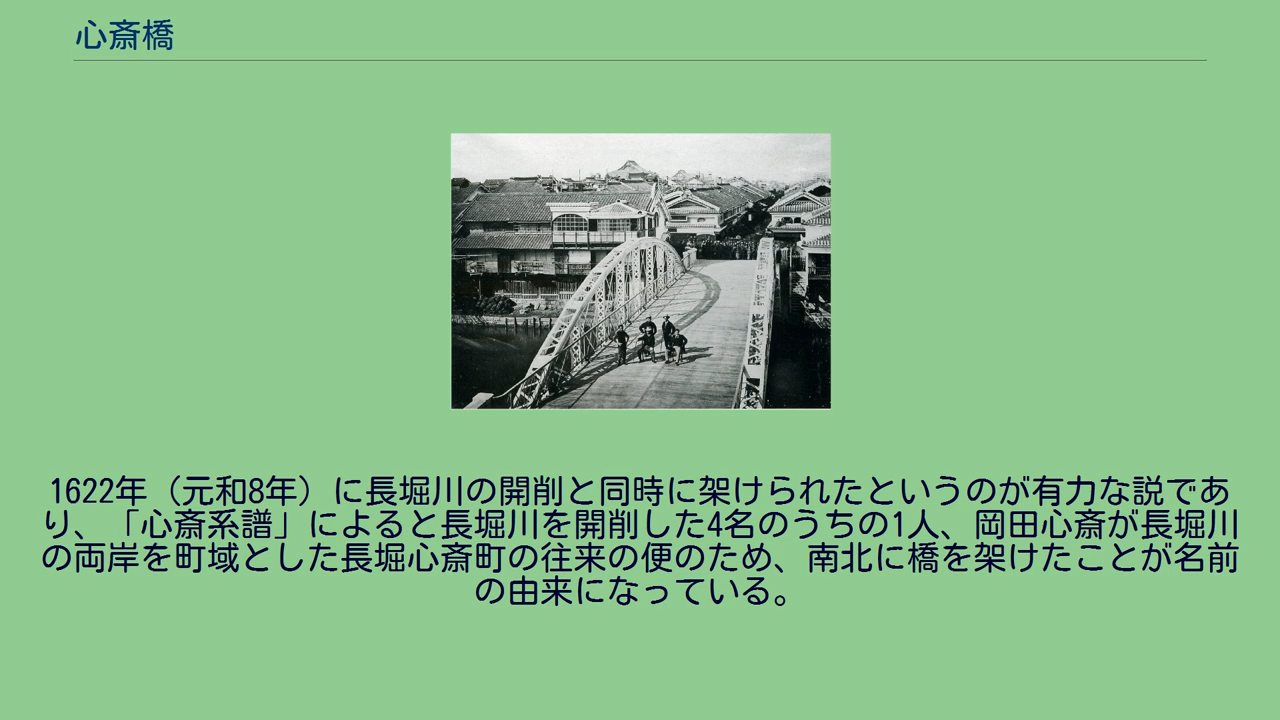 心斎橋
1622年（元和8年）に長堀川の開削と同時に架けられたというのが有力な説であ
り、「心斎系譜」によると長堀川を開削した4名のうちの1人、岡田心斎が長堀川
の両岸を町域とした長堀心斎町の往来の便のため、南北に橋を架けたことが名前
の由来になっている。